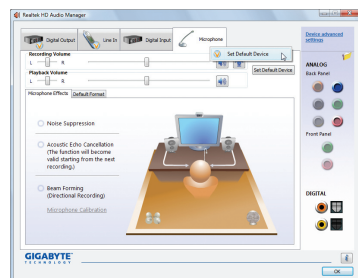 Realtek HD Audio Manager
Digital Output
Line In
Digital Input
Microphone
Device advanced
settings
Set Default Device
Recording Volume
L
R
Set Default Device
Playback Volume
L
R
Microphone Effects
Default Format
ANALOG
Back Panel
Noise Suppression
Acoustic Echo Cancellation
(The function will become
valid starting from the next
recording.)
Front Panel
Beam Forming
(Directional Recording)
Microphone Calibration
DIGITAL
GIGABYTE
TECHNOLOGY
i
OK